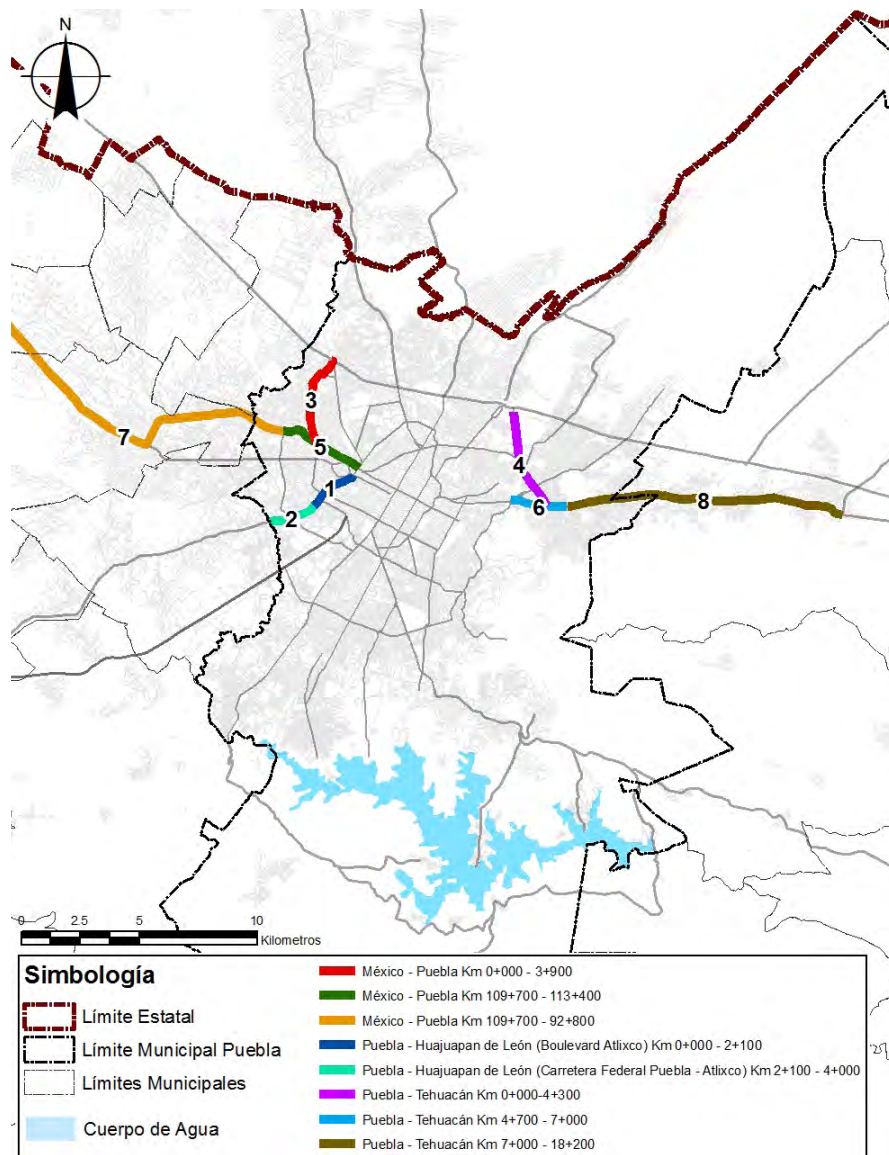 N
3
7
5
4
1
6
8
2
0 2.5 5 10
Kilometros
Simbología
Límite Estatal
Límite Municipal Puebla
Límites Municipales
Cuerpo de Agua
México - Puebla Km 0+000 - 3+900
México - Puebla Km 109+700 - 113+400
México - Puebla Km 109+700 - 92+800
Puebla - Huajuapan de León (Boulevard Atlixco) Km 0+000 - 2+100
Puebla - Huajuapan de León (Carretera Federal Puebla - Atlixco) Km 2+100 - 4+000
Puebla - Tehuacán Km 0+000-4+300
Puebla - Tehuacán Km 4+700 - 7+000
Puebla - Tehuacán Km 7+000 - 18+200